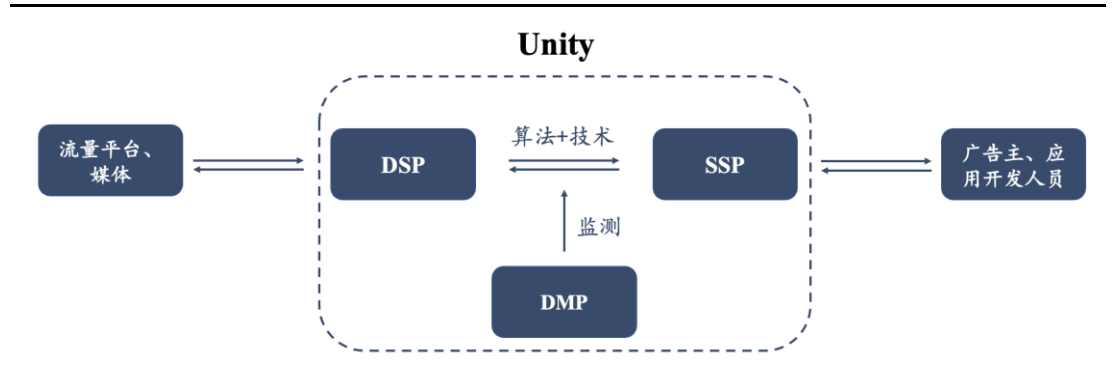 Unity
流量平台、
媒体
DSP
算法+技术
SSP
广告主、应
用开发人员
监测
DMP